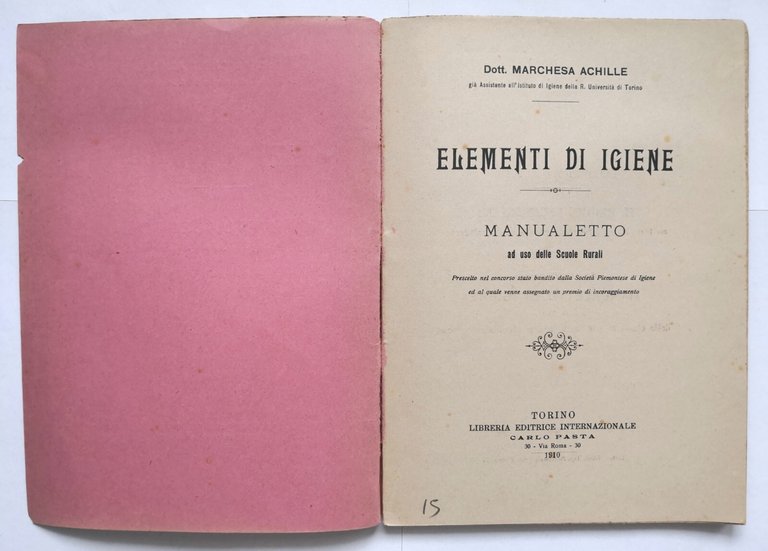 Dott. MARCHESA ACHILLE
già Assistente all'Istituto di Igiene della R. Università di Torino
ELEMENTI DI IGIENE
MANUALETTO
ad uso delle Scuole Rurali
Prescelto nel concorso stato bandito dalla Società Piemontese di Igiene
ed al quale venne assegnato un premio di incoraggiamento
TORINO
LIBRERIA EDITRICE INTERNAZIONALE
CARLO PASTA
30 - Via Roma - 30
1910
15